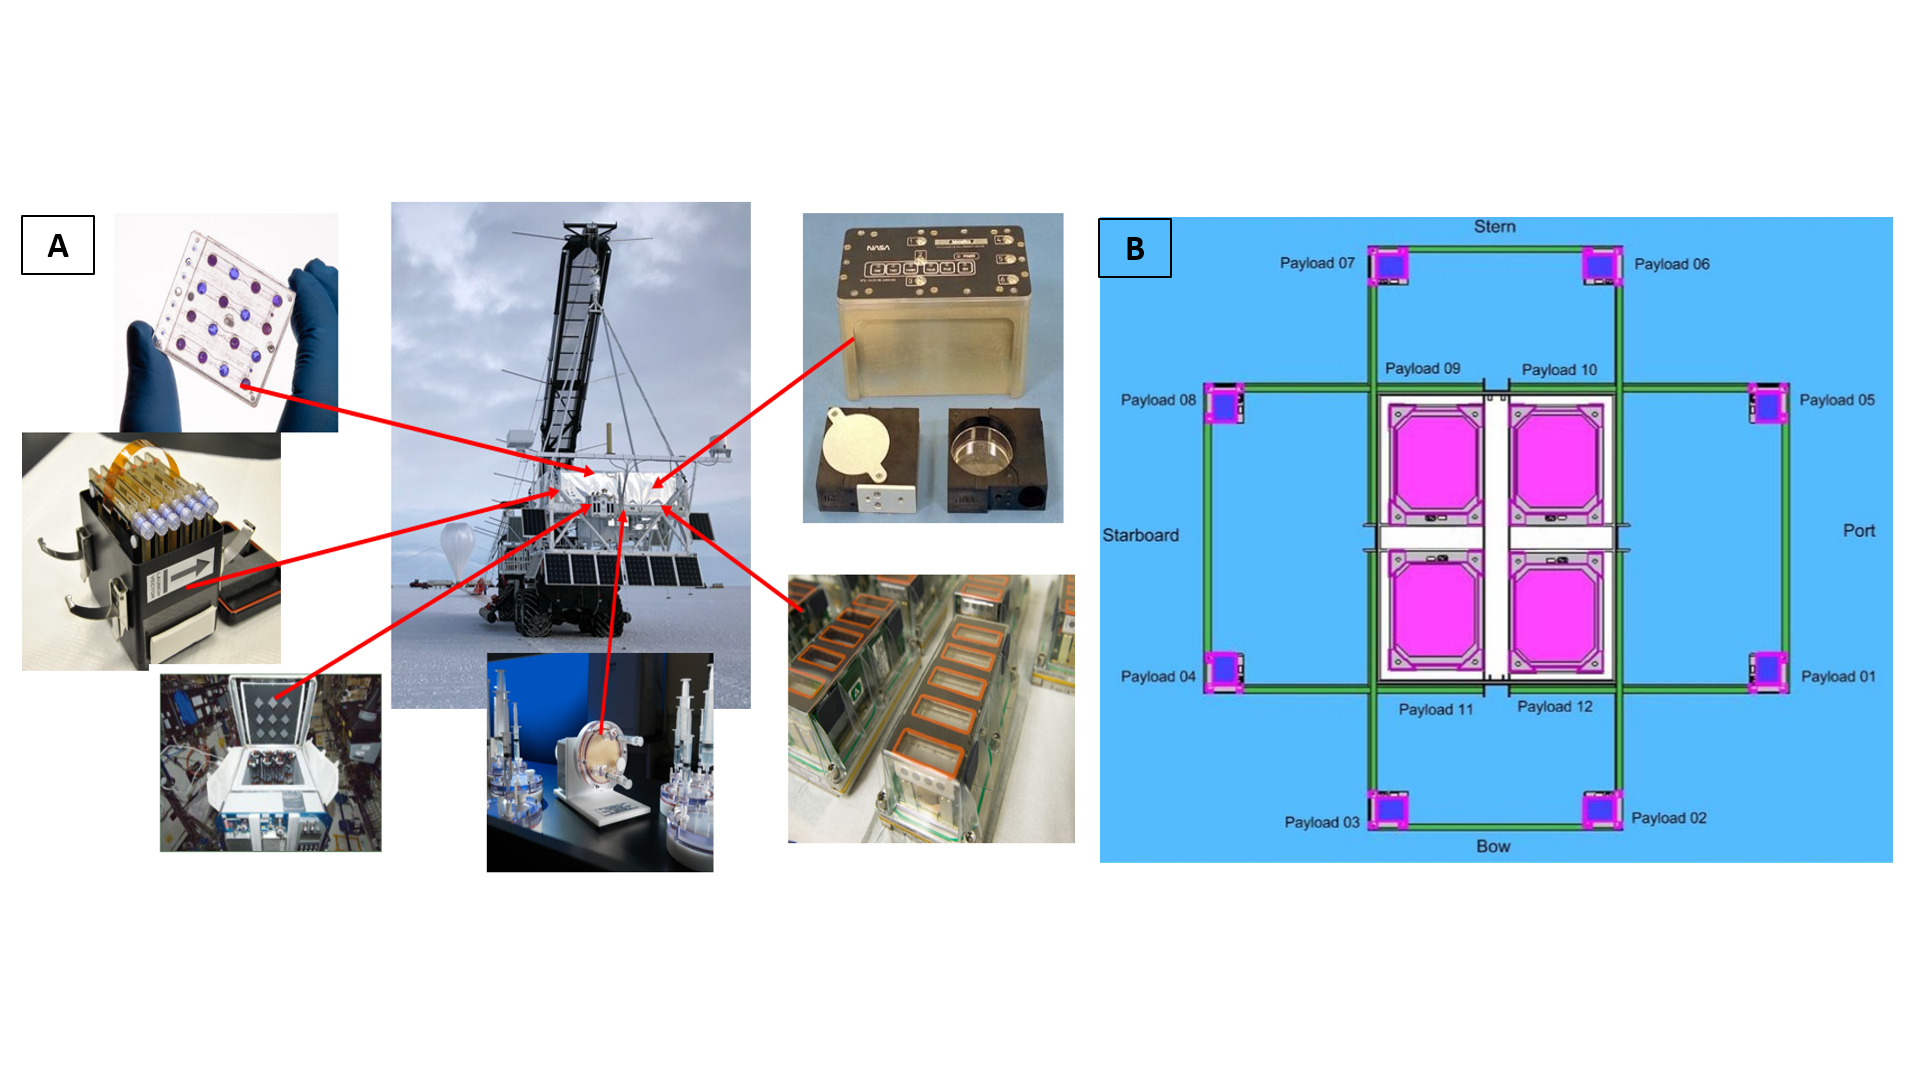 A
NASA
B
Stern
Payload 07
Payload 06
Payload 09
Payload 10
Payload 08
Payload 05
Starboard
Port
Payload 04
Payload 01
Payload 11
Payload 12
Payload 03
Payload 02
Bow